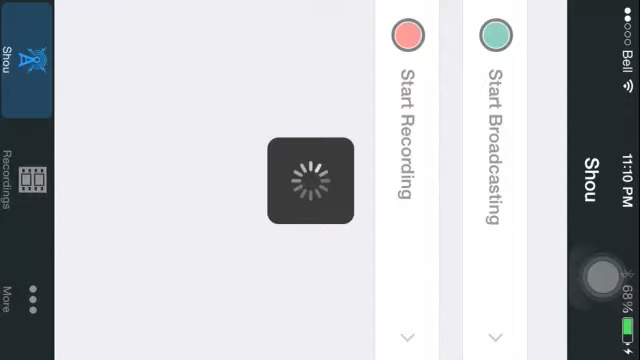 Bell 11:10 PM 68%
Shou
Start Broadcasting
Start Recording
Shou
Recordings
More